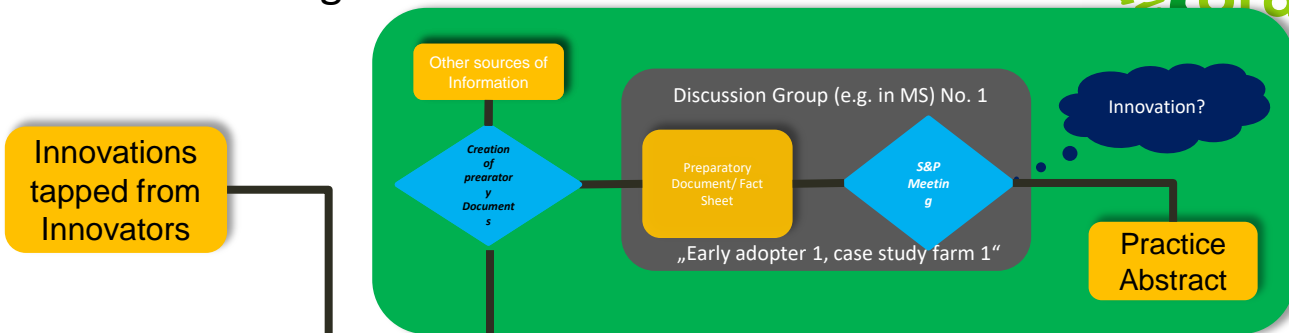 Other sources of
Information
Discussion Group (e.g. in MS) No. 1
Innovation?
Innovations
tapped from
Innovators
Creation
of
prearator
y
Document
s
Preparatory
Document/ Fact
Sheet
S&P
Meetin
g
„Early adopter 1, case study farm 1“
Practice
Abstract